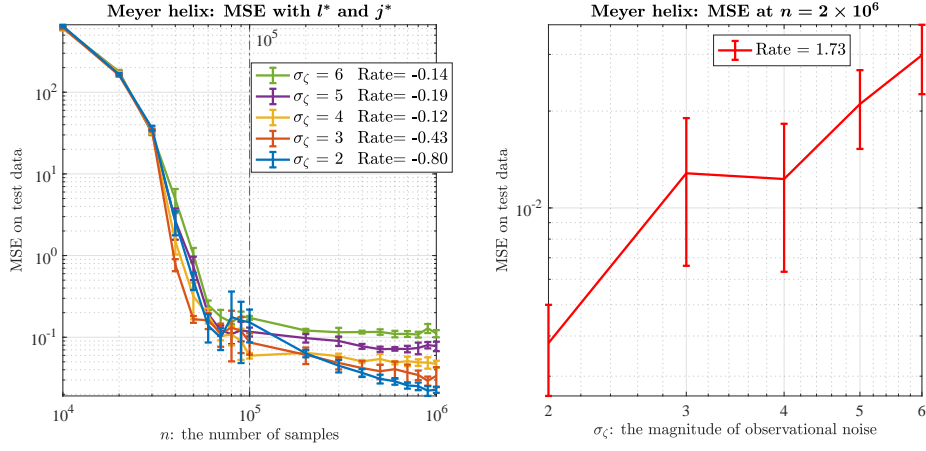 Meyer helix: MSE with l* and j*
10^5
σ_ζ = 6 Rate= -0.14
σ_ζ = 5 Rate= -0.19
σ_ζ = 4 Rate= -0.12
σ_ζ = 3 Rate= -0.43
σ_ζ = 2 Rate= -0.80
MSE on test data
10^2
10^1
10^0
10^-1
10^4
10^5
10^6
n: the number of samples
Meyer helix: MSE at n = 2 × 10^6
Rate = 1.73
MSE on test data
10^-2
2
3
4
5
6
σ_ζ: the magnitude of observational noise